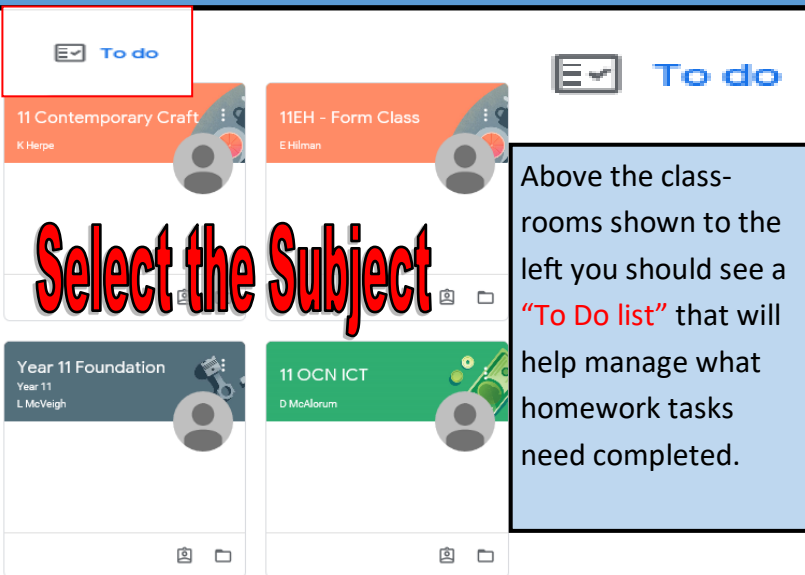 To do
11 Contemporary Craft
K Herpe
11EH - Form Class
E Hilman
Select the Subject
Year 11 Foundation
Year 11
L McVeigh
11 OCN ICT
D McAlorum
To do
Above the class-
rooms shown to the
left you should see a
“To Do list” that will
help manage what
homework tasks
need completed.